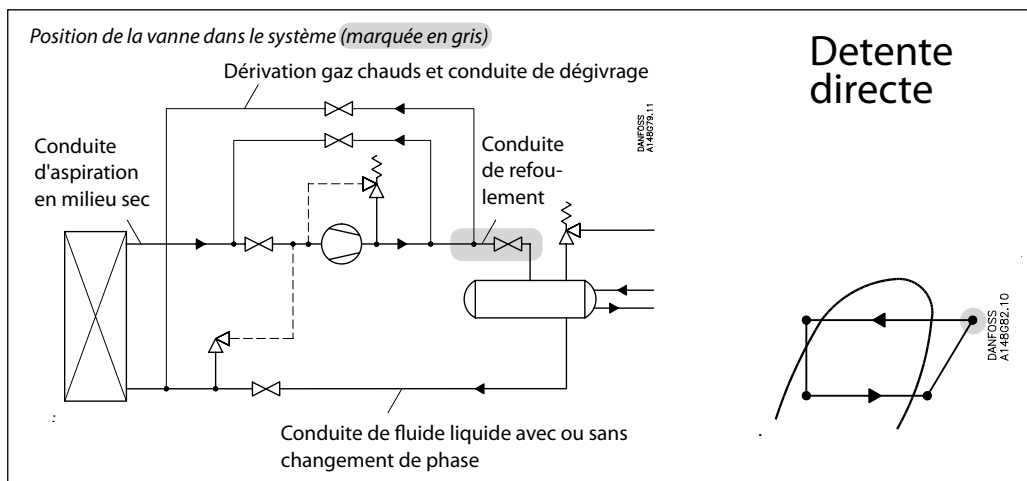 Position de la vanne dans le système (marquée en gris)
Detente
directe
Dérivation gaz chauds et conduite de dégivrage
DANFOSS
A148G79.11
Conduite
d'aspiration
en milieu sec
Conduite
de refou-
lement
DANFOSS
A148G82.10
Conduite de fluide liquide avec ou sans
changement de phase